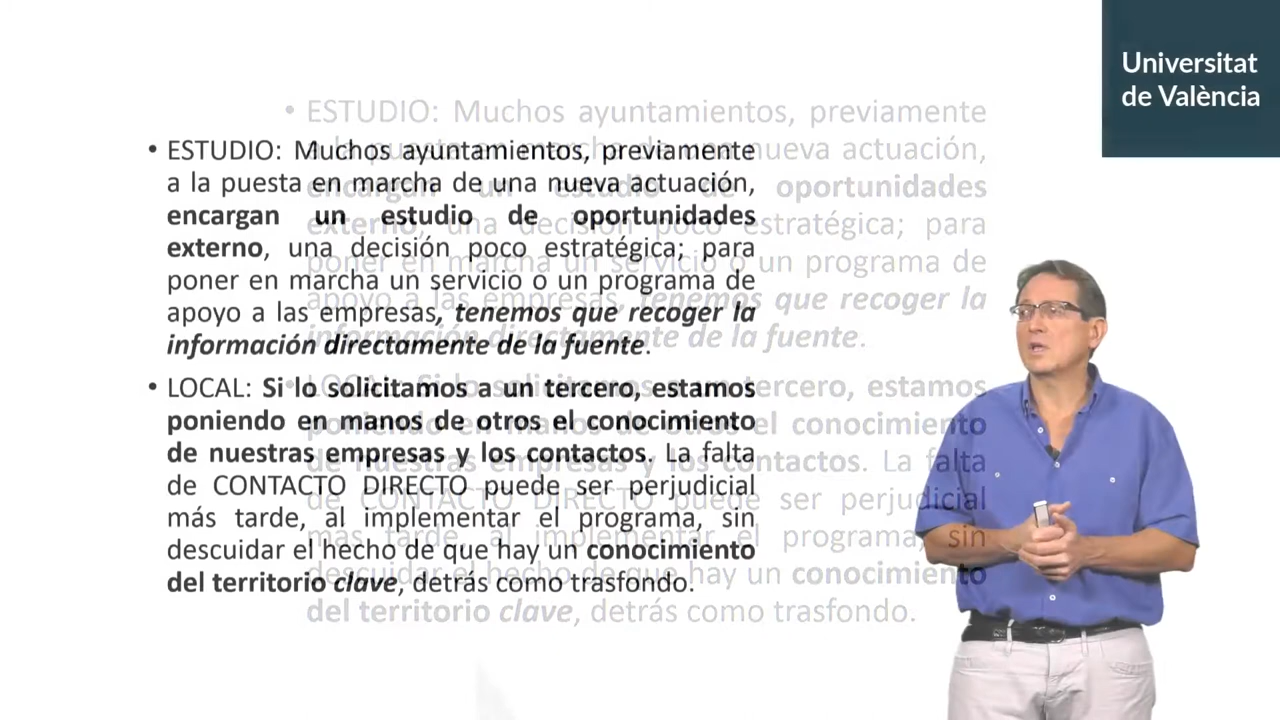 Universitat
de València
• ESTUDIO: Muchos ayuntamientos, previamente
a la puesta en marcha de una nueva actuación,
encargan un estudio de oportunidades
externo, una decisión poco estratégica; para
poner en marcha un servicio o un programa de
apoyo a las empresas, tenemos que recoger la
información directamente de la fuente.
• LOCAL: Si lo solicitamos a un tercero, estamos
poniendo en manos de otros el conocimiento
de nuestras empresas y los contactos. La falta
de CONTACTO DIRECTO puede ser perjudicial
más tarde, al implementar el programa, sin
descuidar el hecho de que hay un conocimiento
del territorio clave, detrás como trasfondo.